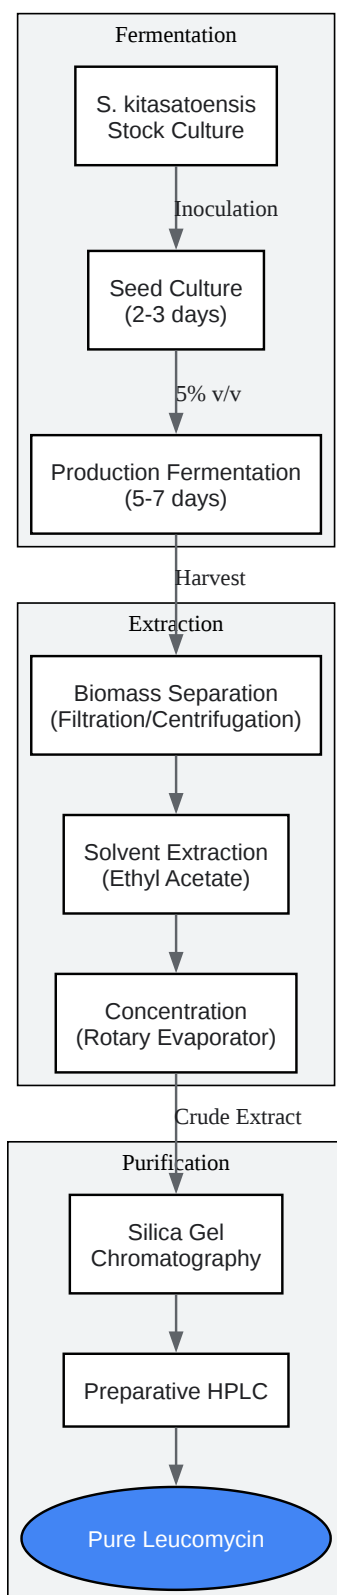 Fermentation
S. kitasatoensis
Stock Culture
Inoculation
Seed Culture
(2-3 days)
5% v/v
Production Fermentation
(5-7 days)
Harvest
Extraction
Biomass Separation
(Filtration/Centrifugation)
Solvent Extraction
(Ethyl Acetate)
Concentration
(Rotary Evaporator)
Crude Extract
Purification
Silica Gel
Chromatography
Preparative HPLC
Pure Leucomycin